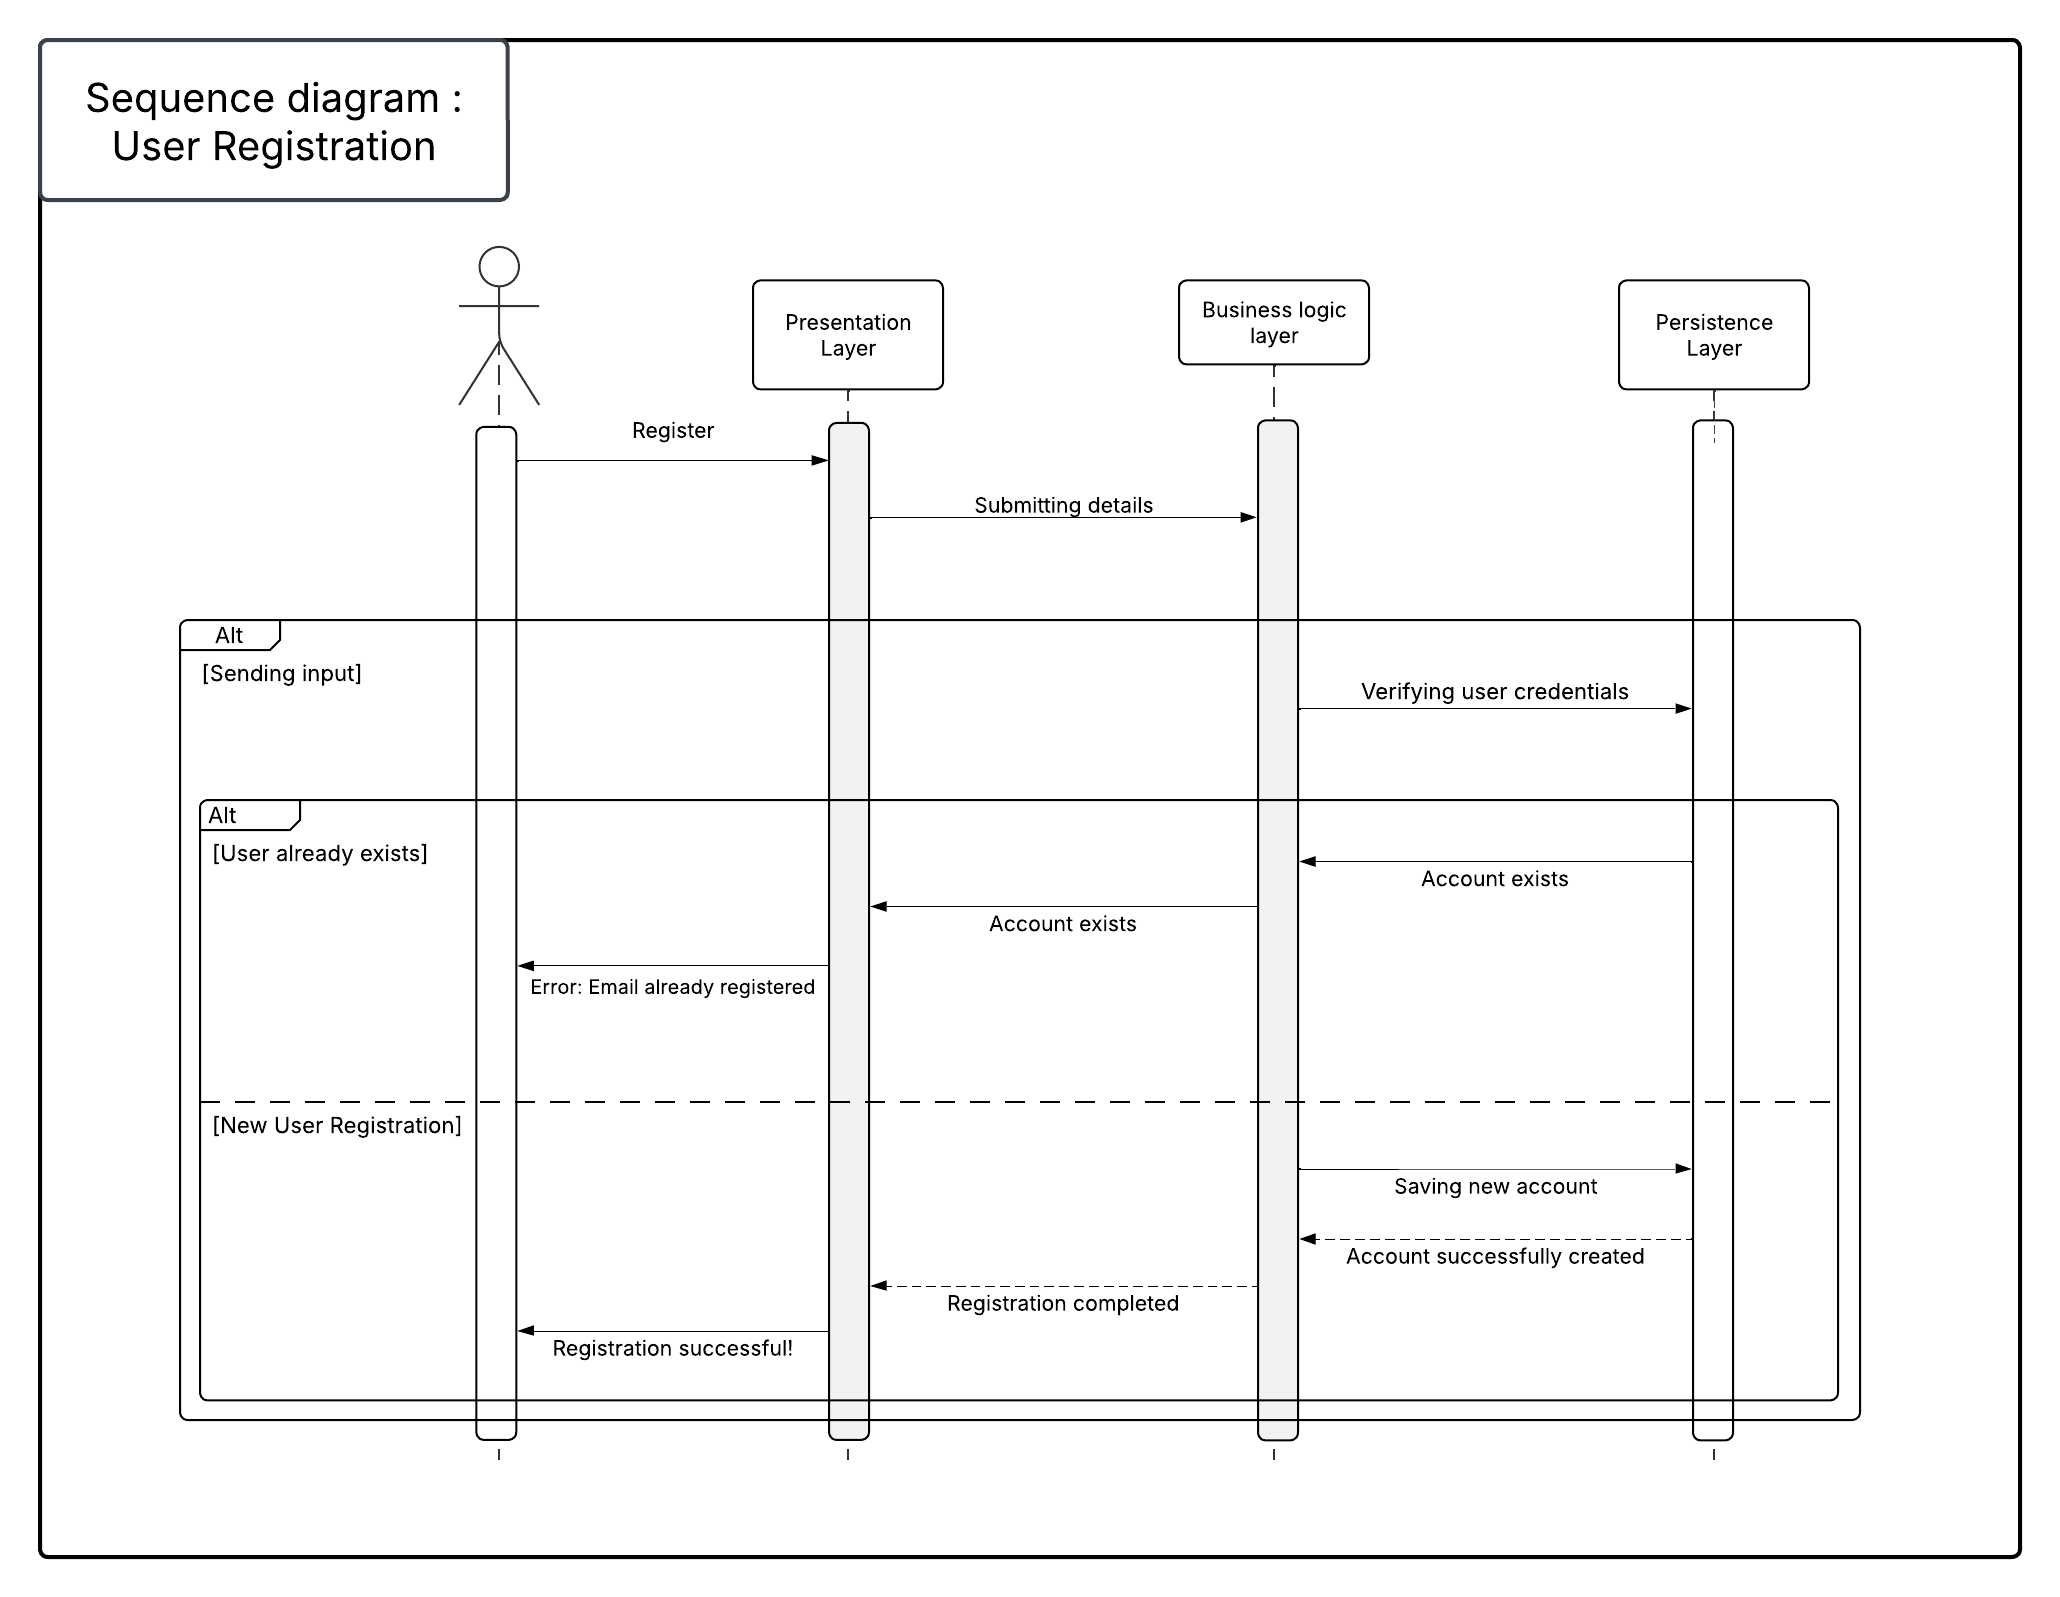 Sequence diagram :
User Registration
Presentation
Layer
Business logic
layer
Persistence
Layer
Register
Submitting details
Alt
[Sending input]
Verifying user credentials
Alt
[User already exists]
Account exists
Account exists
Error: Email already registered
[New User Registration]
Saving new account
Account successfully created
Registration completed
Registration successful!